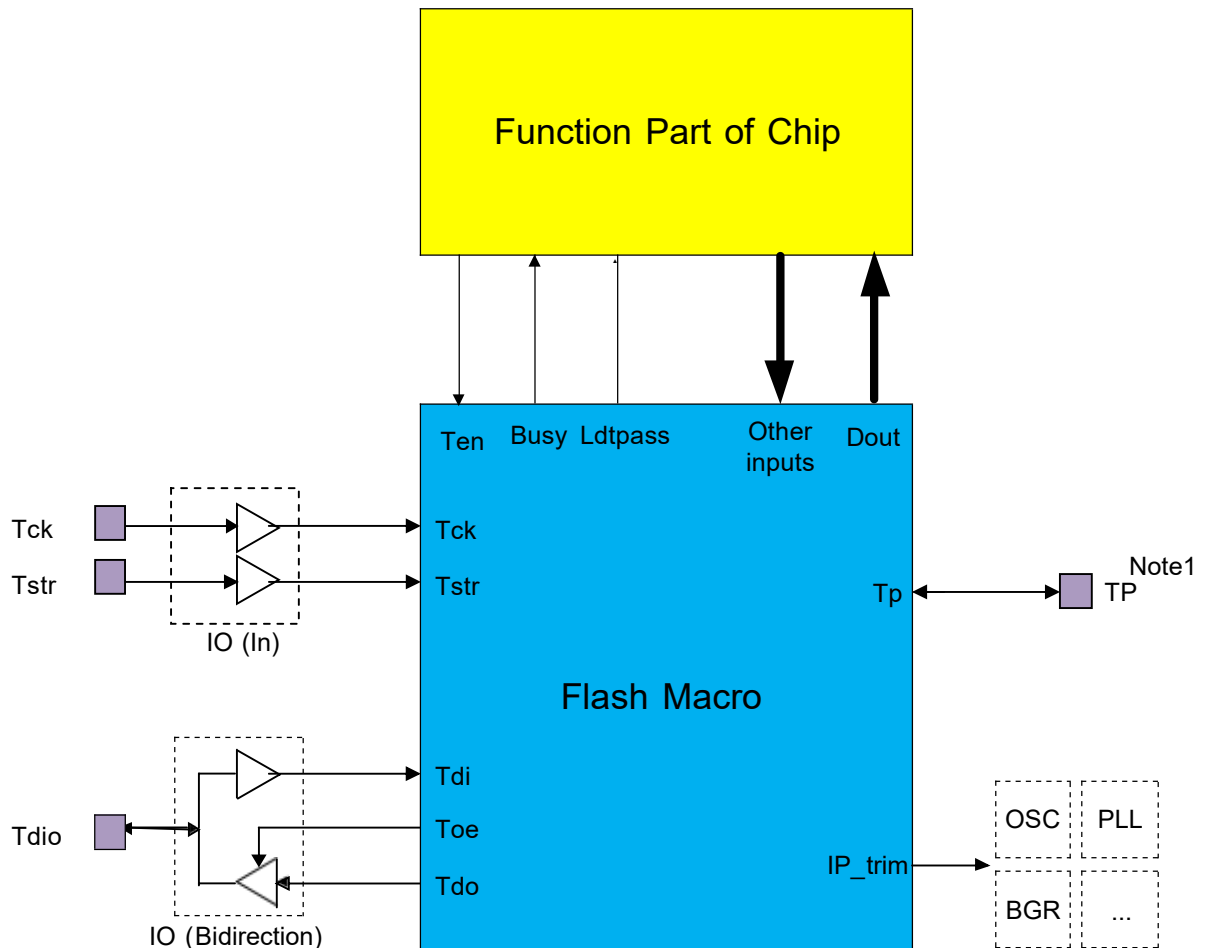 Function Part of Chip
Ten
Busy
Ldtpass
Other
inputs
Dout
Tck
Tck
Tstr
Tstr
IO (In)
Note1
Tp
TP
Flash Macro
Tdi
Tdio
Toe
Tdo
IO (Bidirection)
IP_trim
OSC
PLL
BGR
...